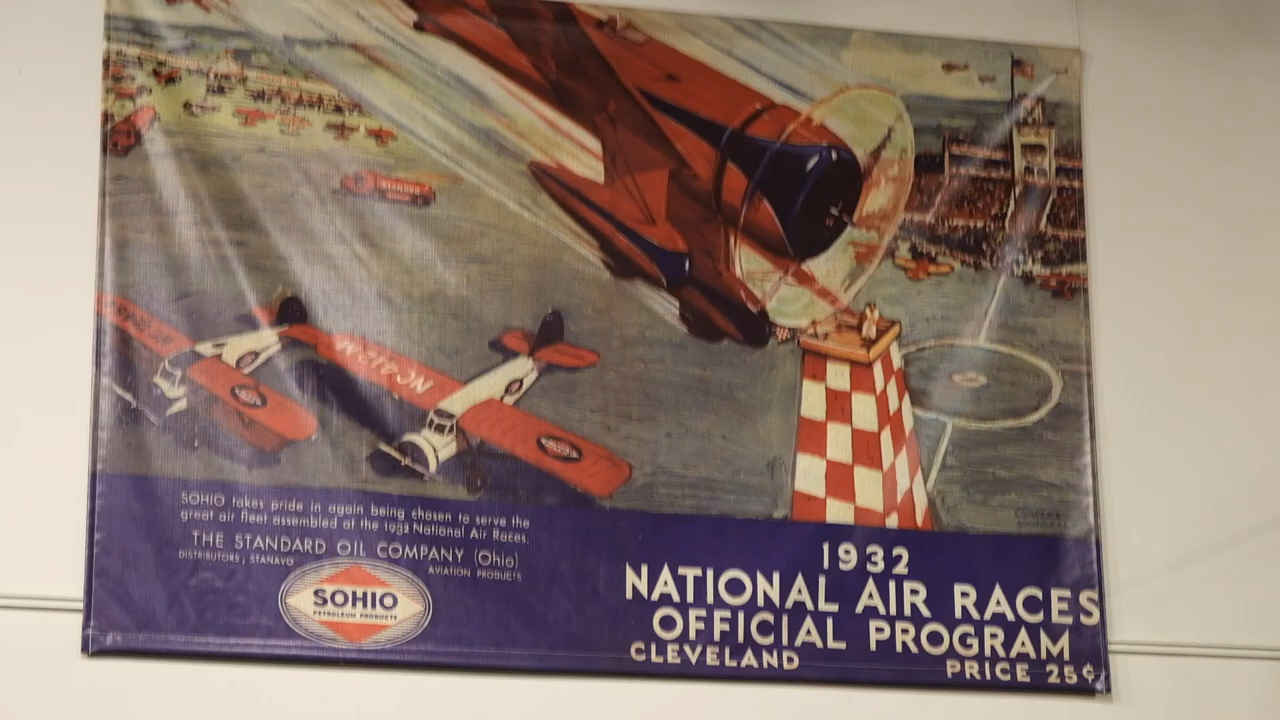 NC412M
SOHIO takes pride in again being chosen to serve the
great air fleet assembled at the 1932 National Air Races.
THE STANDARD OIL COMPANY (Ohio)
DISTRIBUTORS, STANAVO
AVIATION PRODUCTS
SOHIO
PETROLEUM PRODUCTS
1932
NATIONAL AIR RACES
OFFICIAL PROGRAM
CLEVELAND
PRICE 25¢